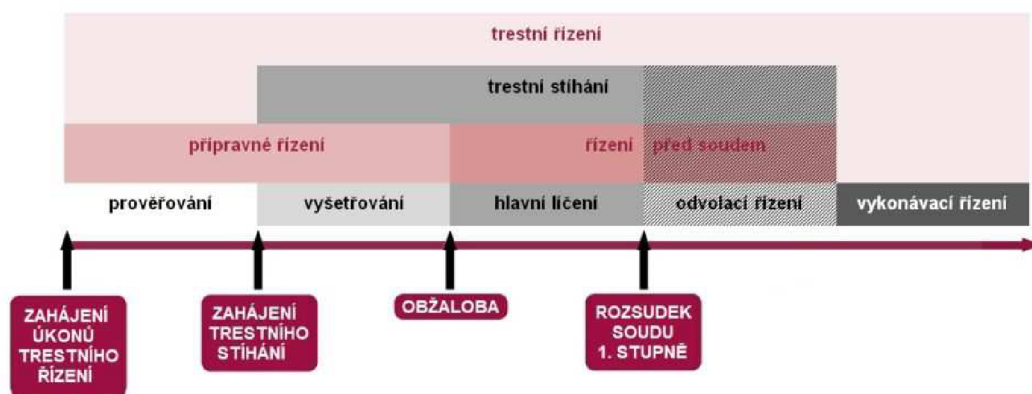 trestní řízení
trestní stíhání
přípravné řízení
řízení před soudem
prověřování
vyšetřování
hlavní líčení
odvolací řízení
vykonávací řízení
ZAHÁJENÍ
ÚKONŮ
TRESTNÍHO
ŘÍZENÍ
ZAHÁJENÍ
TRESTNÍHO
STÍHÁNÍ
OBŽALOBA
ROZSUDEK
SOUDU
1. STUPNĚ